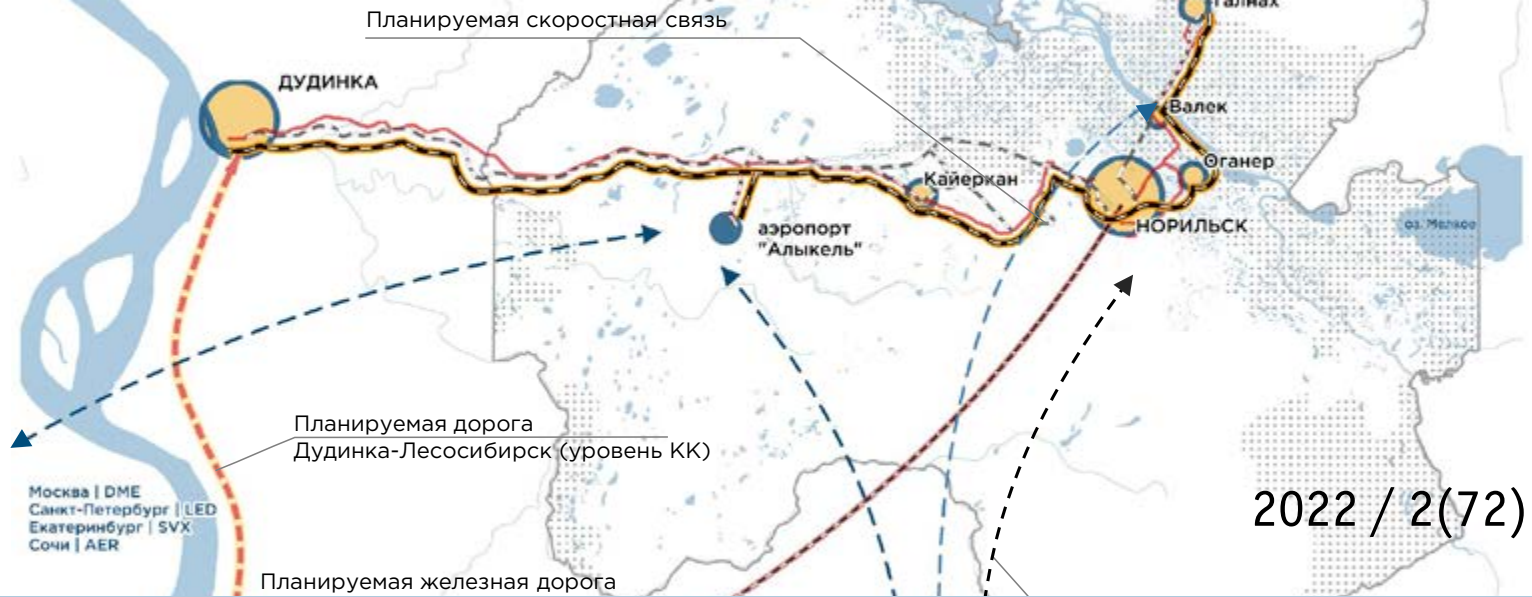 Планируемая скоростная связь
Талнах
ДУДИНКА
Валек
Оганер
Кайеркан
НОРИЛЬСК
аэропорт
"Алыкель"
оз. Мелкое
Планируемая дорога
Дудинка-Лесосибирск (уровень КК)
Москва | DME
Санкт-Петербург | LED
Екатеринбург | SVX
Сочи | AER
2022 / 2(72)
Планируемая железная дорога